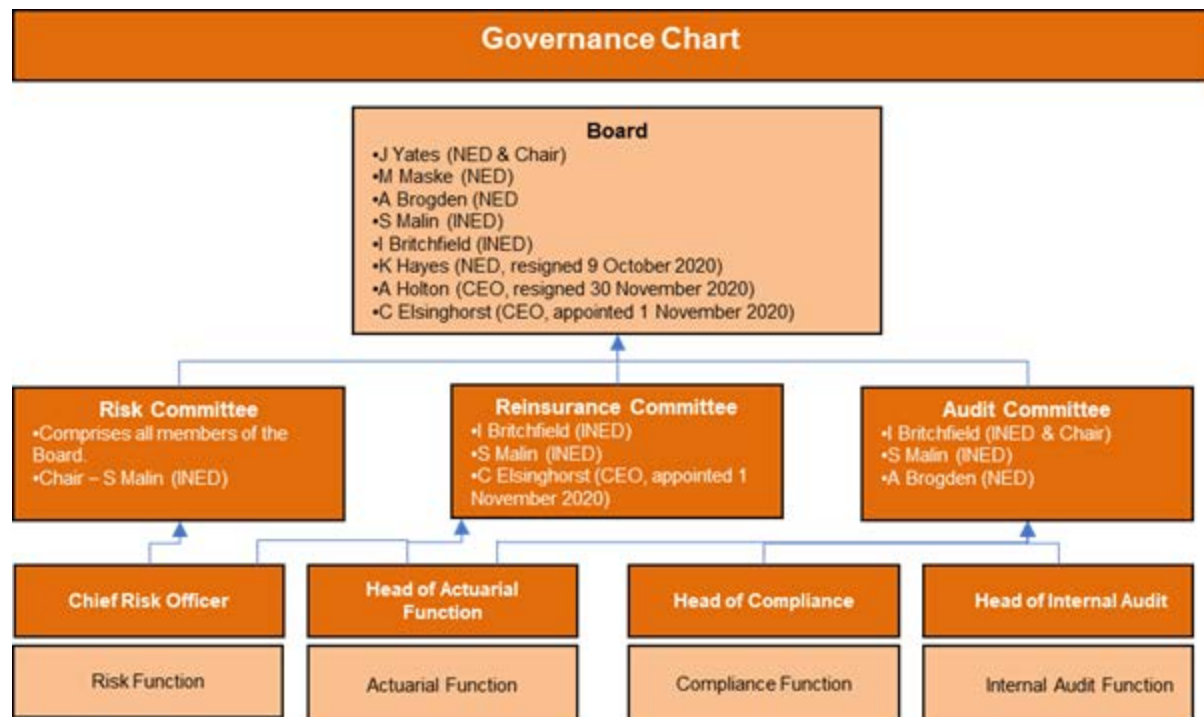 Governance Chart
Board
•J Yates (NED & Chair)
•M Maske (NED)
•A Brogden (NED
•S Malin (INED)
•I Britchfield (INED)
•K Hayes (NED, resigned 9 October 2020)
•A Holton (CEO, resigned 30 November 2020)
•C Elsinghorst (CEO, appointed 1 November 2020)
Risk Committee
•Comprises all members of the
Board.
•Chair – S Malin (INED)
Reinsurance Committee
•I Britchfield (INED)
•S Malin (INED)
•C Elsinghorst (CEO, appointed 1
November 2020)
Audit Committee
•I Britchfield (INED & Chair)
•S Malin (INED)
•A Brogden (NED)
Chief Risk Officer
Head of Actuarial
Function
Head of Compliance
Head of Internal Audit
Risk Function
Actuarial Function
Compliance Function
Internal Audit Function